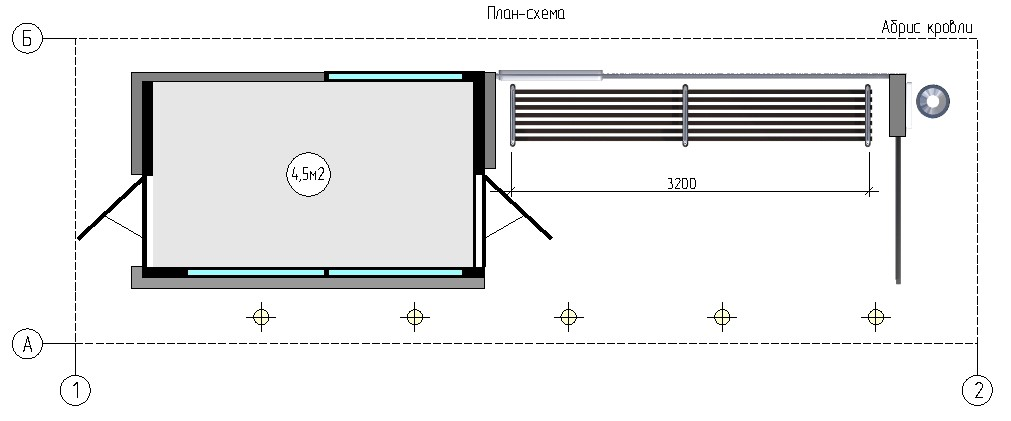 План-схема
Абрис кровли
Б
4,5м2
3200
А
1
2